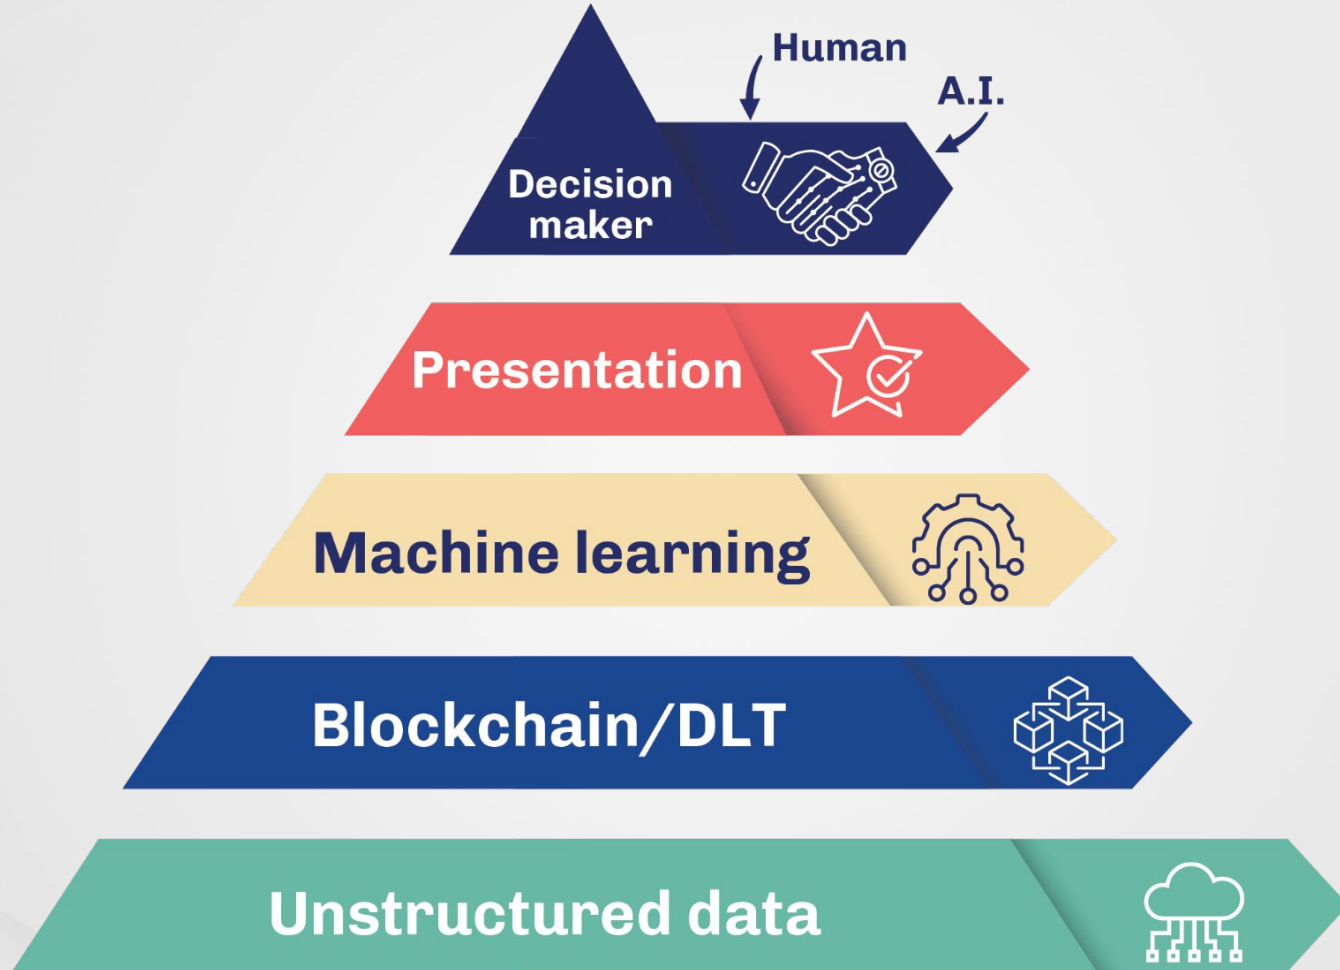 Human
A.I.
Decision
maker
Presentation
Machine learning
Blockchain/DLT
Unstructured data